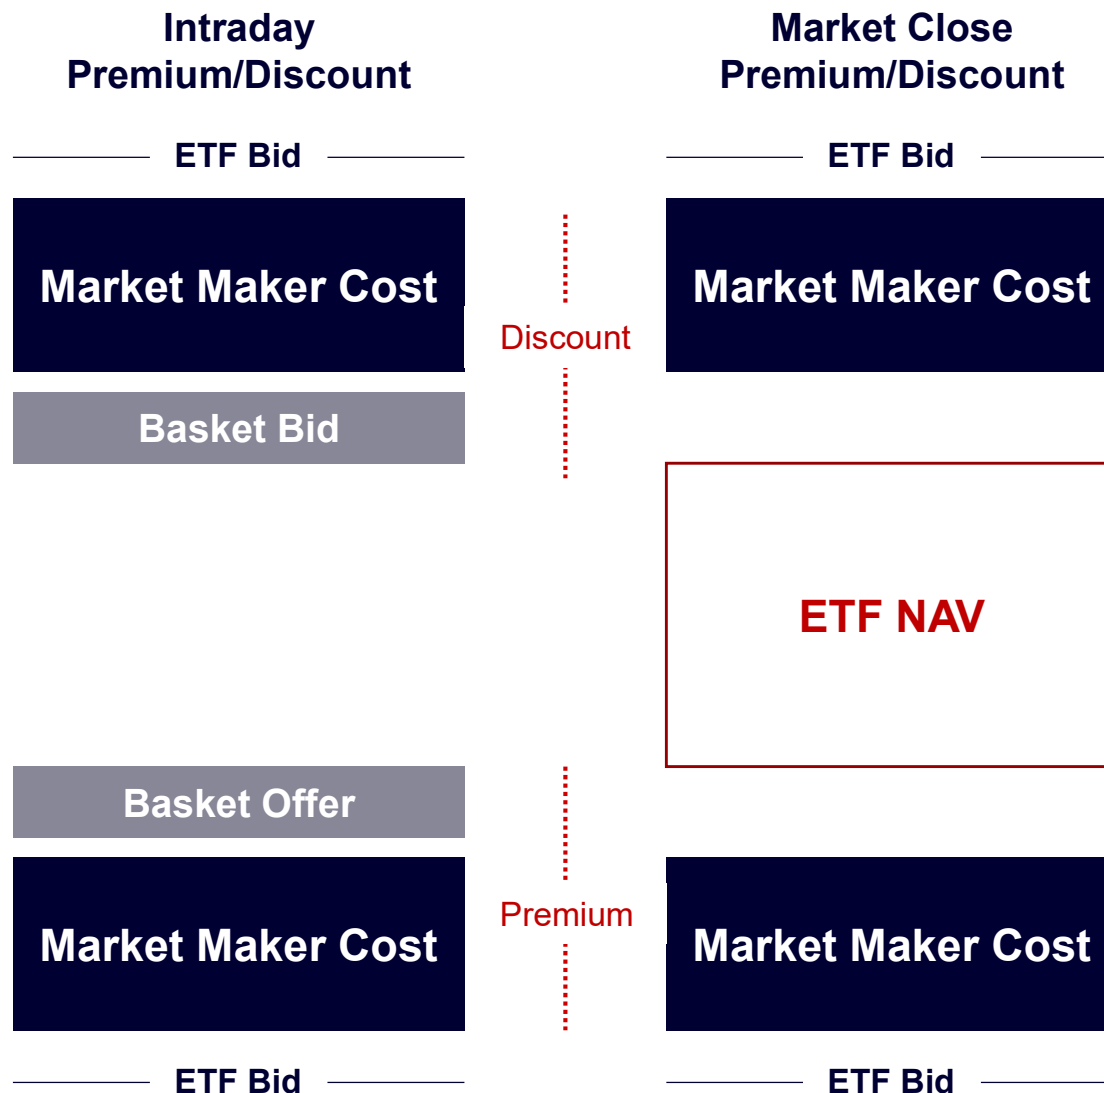 Intraday
Premium/Discount
ETF Bid
Market Maker Cost
Basket Bid
Basket Offer
Market Maker Cost
ETF Bid
Discount
Premium
Market Close
Premium/Discount
ETF Bid
Market Maker Cost
ETF NAV
Market Maker Cost
ETF Bid